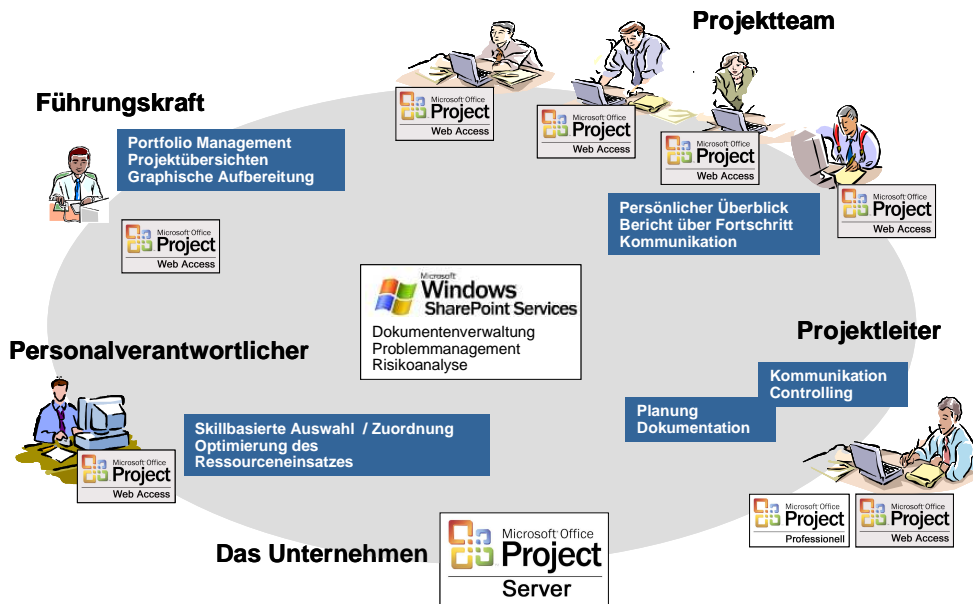 Projektteam
Microsoft Office
Project
Web Access
Microsoft Office
Project
Web Access
Microsoft Office
Project
Web Access
Microsoft Office
Project
Web Access
Persönlicher Überblick
Bericht über Fortschritt
Kommunikation
Führungskraft
Portfolio Management
Projektübersichten
Graphische Aufbereitung
Microsoft Office
Project
Web Access
Microsoft
Windows
SharePoint Services
Dokumentenverwaltung
Problemmanagement
Risikoanalyse
Projektleiter
Kommunikation
Controlling
Planung
Dokumentation
Microsoft Office
Project
Professionell
Microsoft Office
Project
Web Access
Personalverantwortlicher
Skillbasierte Auswahl / Zuordnung
Optimierung des
Ressourceneinsatzes
Microsoft Office
Project
Web Access
Das Unternehmen
Microsoft Office
Project
Server